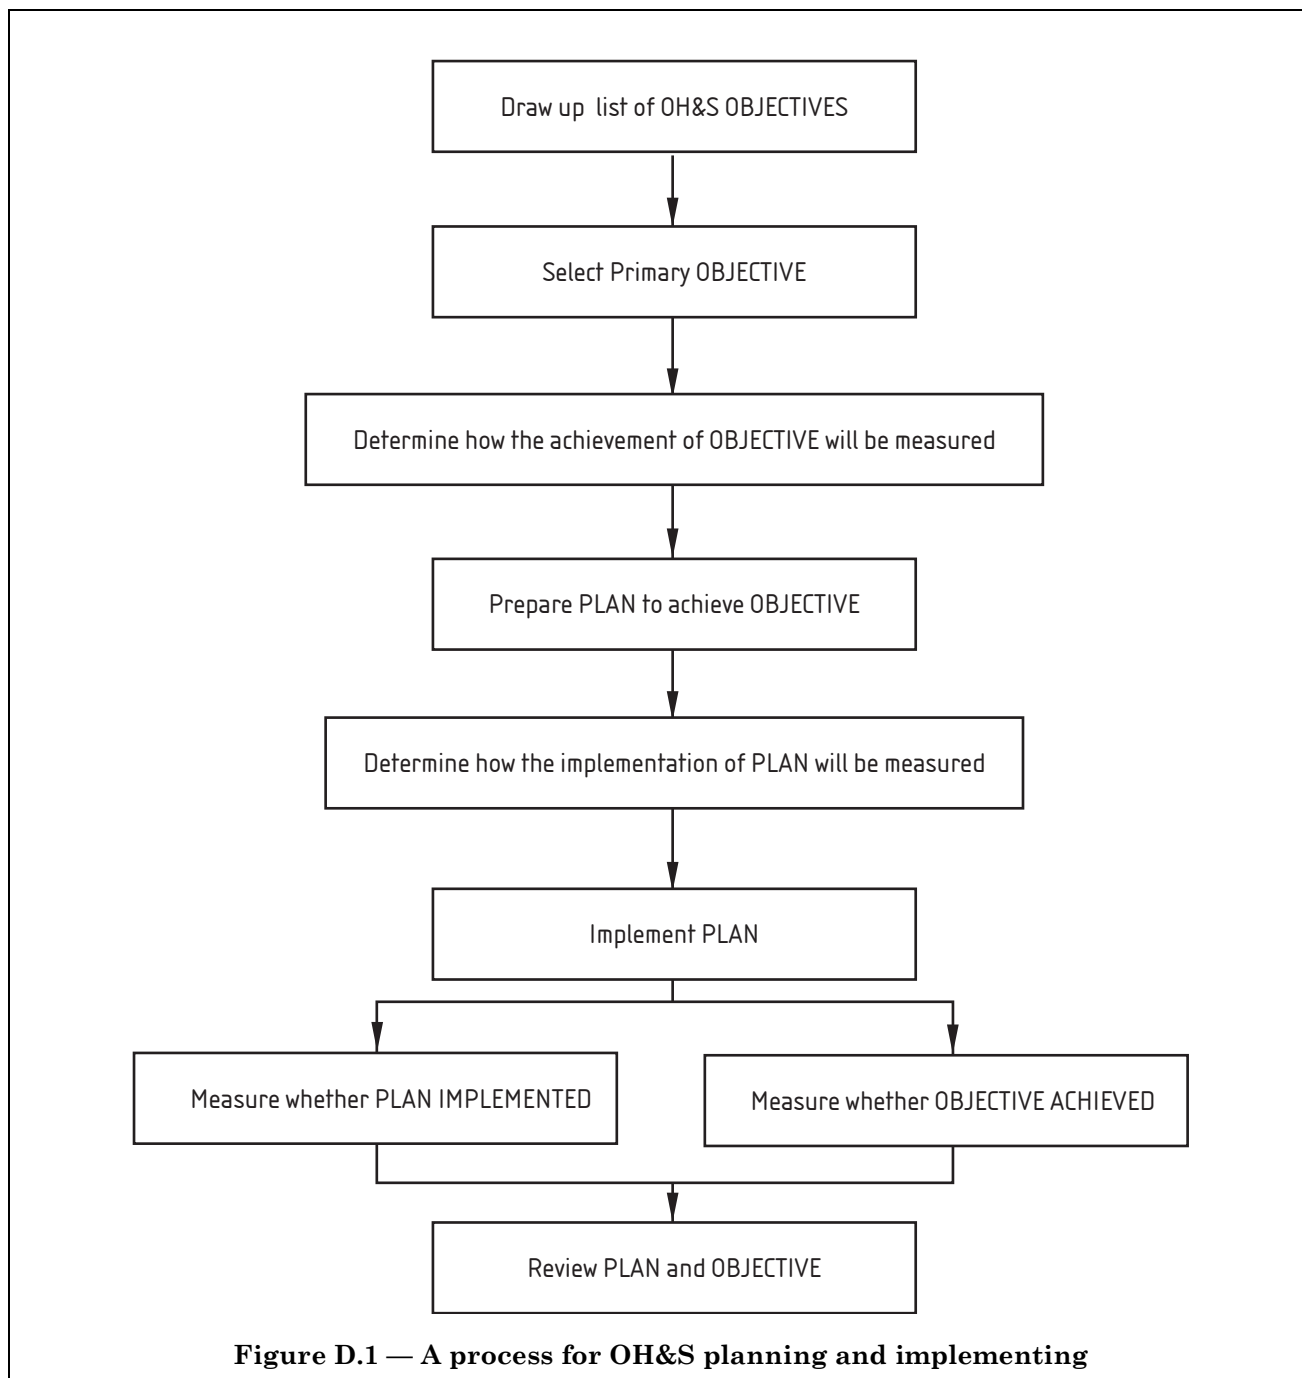 Draw up list of OH&S OBJECTIVES
Select Primary OBJECTIVE
Determine how the achievement of OBJECTIVE will be measured
Prepare PLAN to achieve OBJECTIVE
Determine how the implementation of PLAN will be measured
Implement PLAN
Measure whether PLAN IMPLEMENTED
Measure whether OBJECTIVE ACHIEVED
Review PLAN and OBJECTIVE
Figure D.1 — A process for OH&S planning and implementing